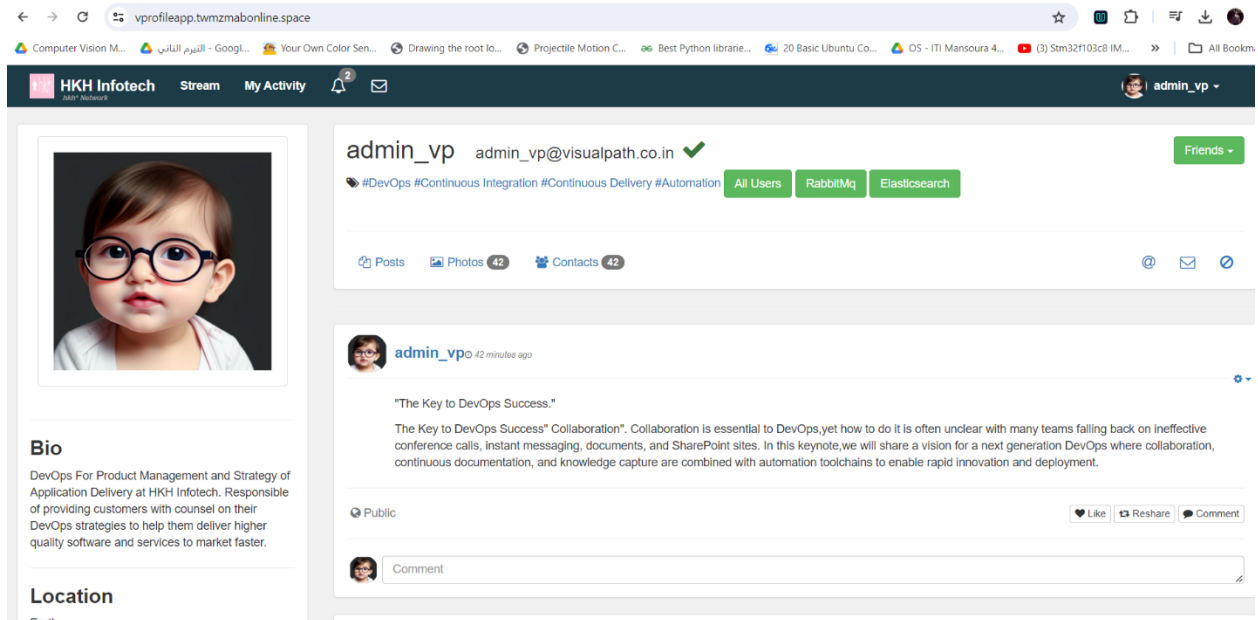 vprofileapp.twmzmabonline.space
Computer Vision M... التيرم التاني - Googl... Your Own Color Sen... Drawing the root lo... Projectile Motion C... Best Python librarie... 20 Basic Ubuntu Co... OS - ITI Mansoura 4... (3) Stm32f103c8 IM... » All Bookma
HKH Infotech Stream My Activity 2 admin_vp
hkh* Network
admin_vp admin_vp@visualpath.co.in Friends
#DevOps #Continuous Integration #Continuous Delivery #Automation All Users RabbitMq Elasticsearch
Posts Photos 42 Contacts 42 @
admin_vp 42 minutes ago
"The Key to DevOps Success."
The Key to DevOps Success" Collaboration". Collaboration is essential to DevOps,yet how to do it is often unclear with many teams falling back on ineffective
conference calls, instant messaging, documents, and SharePoint sites. In this keynote,we will share a vision for a next generation DevOps where collaboration,
continuous documentation, and knowledge capture are combined with automation toolchains to enable rapid innovation and deployment.
Public Like Reshare Comment
Comment
Bio
DevOps For Product Management and Strategy of
Application Delivery at HKH Infotech. Responsible
of providing customers with counsel on their
DevOps strategies to help them deliver higher
quality software and services to market faster.
Location